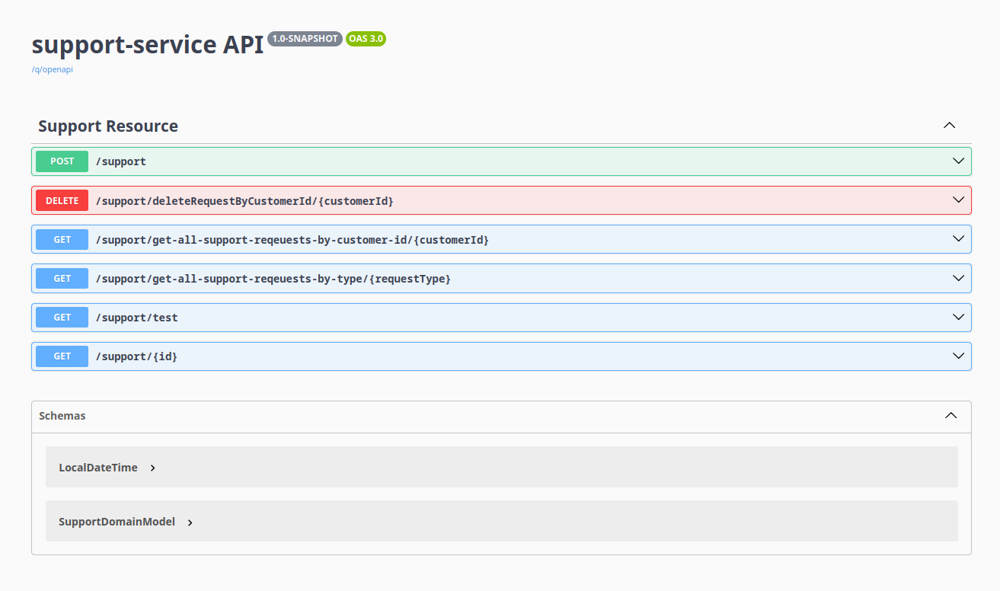 support-service API 1.0-SNAPSHOT OAS 3.0
/q/openapi
Support Resource
POST /support
DELETE /support/deleteRequestByCustomerId/{customerId}
GET /support/get-all-support-reqeuests-by-customer-id/{customerId}
GET /support/get-all-support-reqeuests-by-type/{requestType}
GET /support/test
GET /support/{id}
Schemas
LocalDateTime
SupportDomainModel